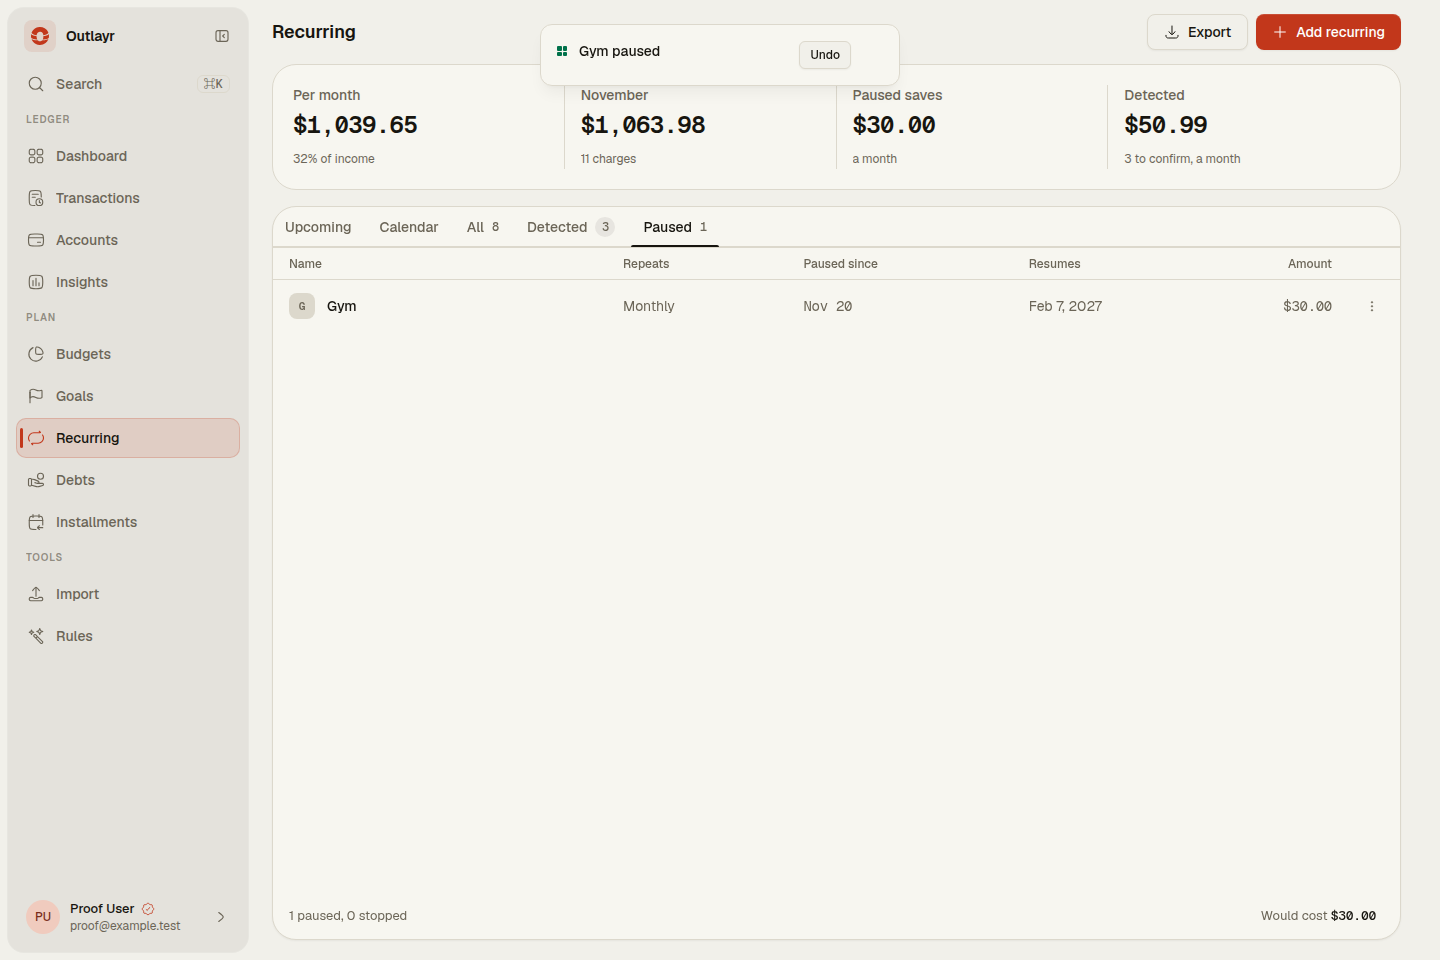 Outlayr
Search ⌘K
LEDGER
Dashboard
Transactions
Accounts
Insights
PLAN
Budgets
Goals
Recurring
Debts
Installments
TOOLS
Import
Rules
PU
Proof User
proof@example.test
Recurring
Gym paused
Undo
Export
Add recurring
Per month
$1,039.65
32% of income
November
$1,063.98
11 charges
Paused saves
$30.00
a month
Detected
$50.99
3 to confirm, a month
Upcoming Calendar All 8 Detected 3 Paused 1
Name Repeats Paused since Resumes Amount
G Gym Monthly Nov 20 Feb 7, 2027 $30.00
1 paused, 0 stopped
Would cost $30.00